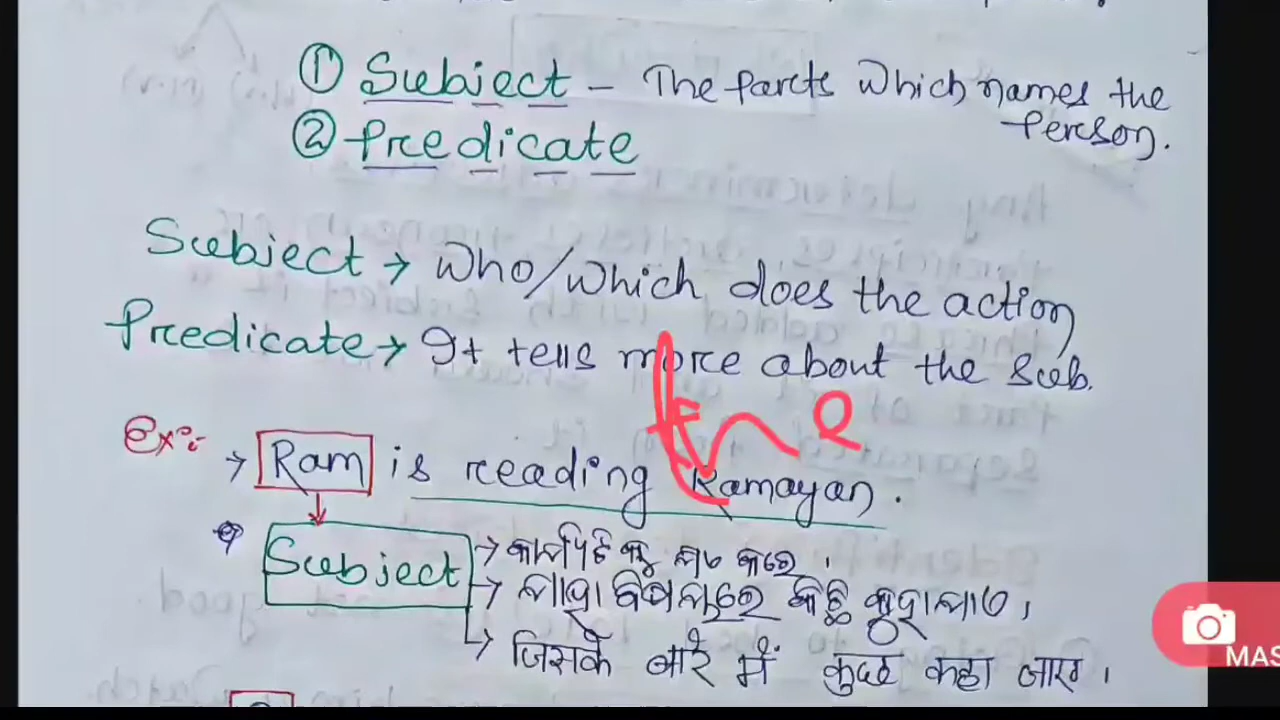 ① Subject - The parts which names the
person.
② Predicate
Subject → Who/which does the action
Predicate → It tells more about the sub.
Ex:-
→ Ram is reading Ramayan.
the
Subject → କାର୍ଯ୍ୟଟି କୁ ଯିଏ କରେ ।
→ ଯାହା ବିଷୟରେ କିଛି କୁହାଯାଏ ।
→ जिसके बारे में कुछ कहा जाए ।
MAS